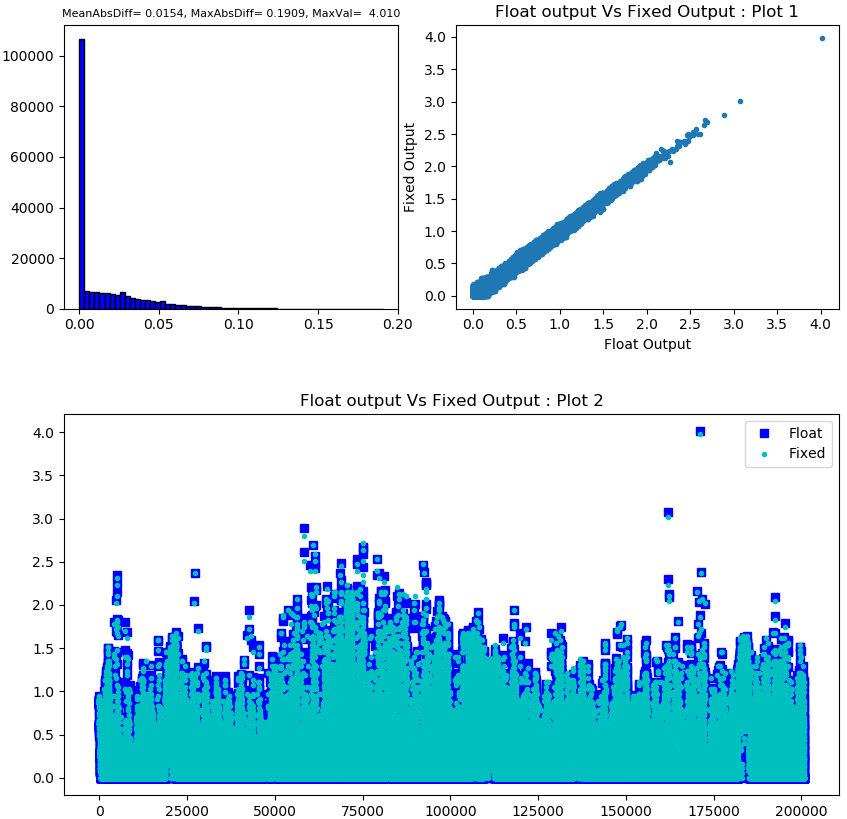 MeanAbsDiff= 0.0154, MaxAbsDiff= 0.1909, MaxVal=  4.010
100000
80000
60000
40000
20000
0
0.00 0.05 0.10 0.15 0.20
Float output Vs Fixed Output : Plot 1
Fixed Output
4.0
3.5
3.0
2.5
2.0
1.5
1.0
0.5
0.0
0.0 0.5 1.0 1.5 2.0 2.5 3.0 3.5 4.0
Float Output
Float output Vs Fixed Output : Plot 2
4.0
3.5
3.0
2.5
2.0
1.5
1.0
0.5
0.0
Float
Fixed
0 25000 50000 75000 100000 125000 150000 175000 200000